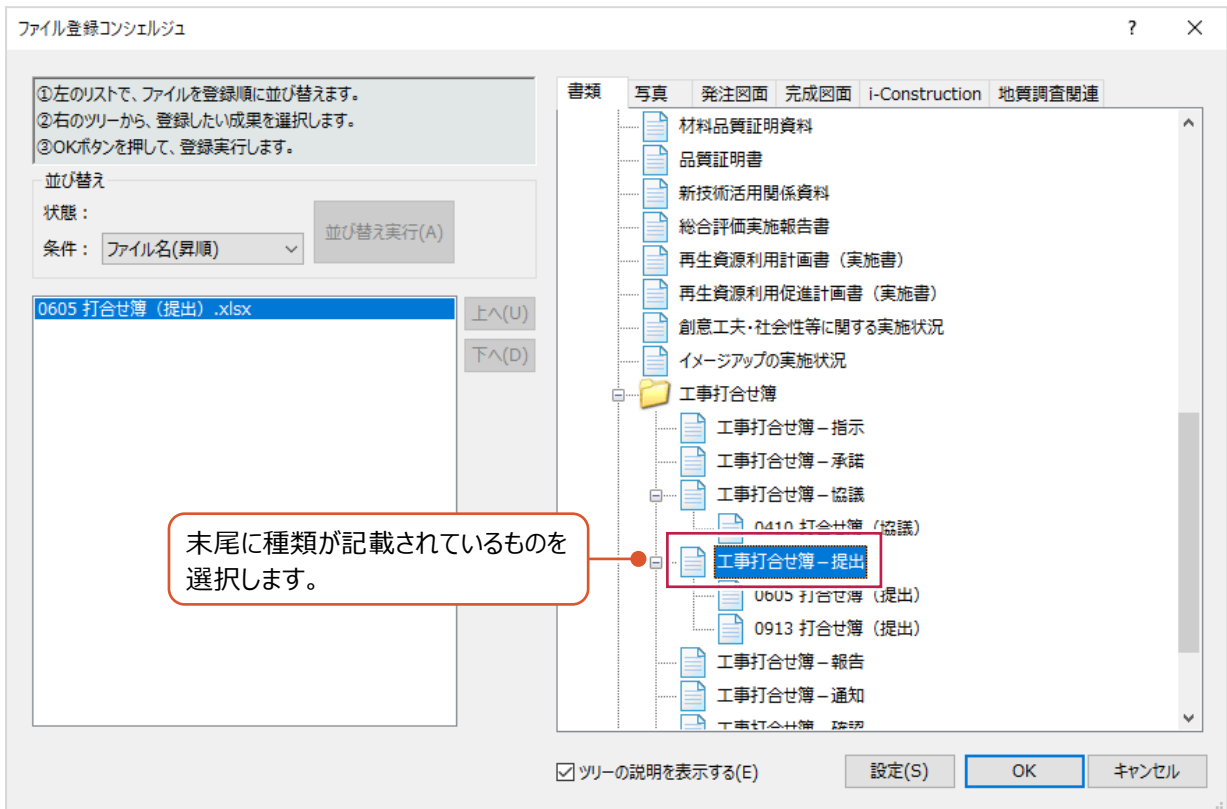 ファイル登録コンシェルジュ
?
①左のリストで、ファイルを登録順に並び替えます。
②右のツリーから、登録したい成果を選択します。
③OKボタンを押して、登録実行します。
並び替え
状態：
条件：
ファイル名(昇順)
並び替え実行(A)
0605 打合せ簿（提出）.xlsx
上へ(U)
下へ(D)
書類
写真
発注図面
完成図面
i-Construction
地質調査関連
材料品質証明資料
品質証明書
新技術活用関係資料
総合評価実施報告書
再生資源利用計画書（実施書）
再生資源利用促進計画書（実施書）
創意工夫・社会性等に関する実施状況
イメージアップの実施状況
工事打合せ簿
工事打合せ簿－指示
工事打合せ簿－承諾
工事打合せ簿－協議
0410 打合せ簿（協議）
工事打合せ簿－提出
0605 打合せ簿（提出）
0913 打合せ簿（提出）
工事打合せ簿－報告
工事打合せ簿－通知
工事打合せ簿－確認
末尾に種類が記載されているものを
選択します。
ツリーの説明を表示する(E)
設定(S)
OK
キャンセル